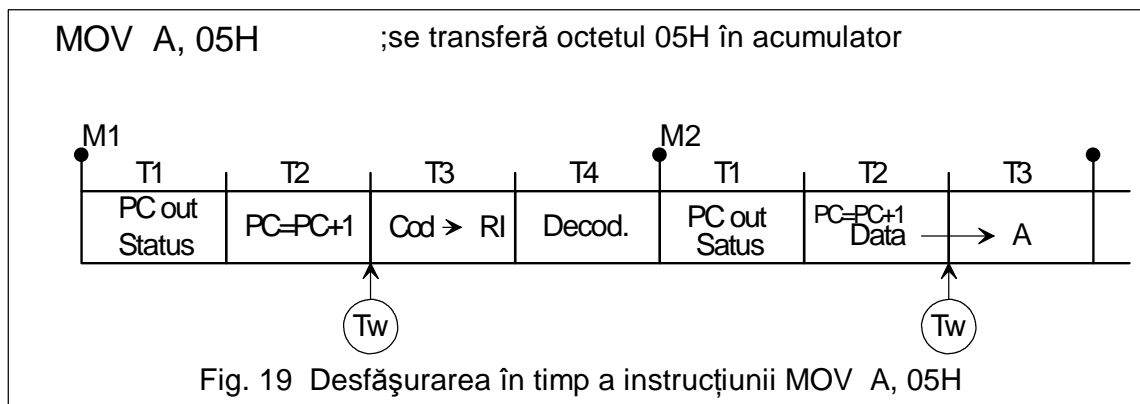 MOV A, 05H ;se transferă octetul 05H în acumulator
M1 M2
T1 T2 T3 T4 T1 T2 T3
PC out
Status
PC=PC+1
Cod → RI
Decod.
PC out
Satus
PC=PC+1
Data → A
Tw Tw
Fig. 19 Desfăşurarea în timp a instrucţiunii MOV A, 05H